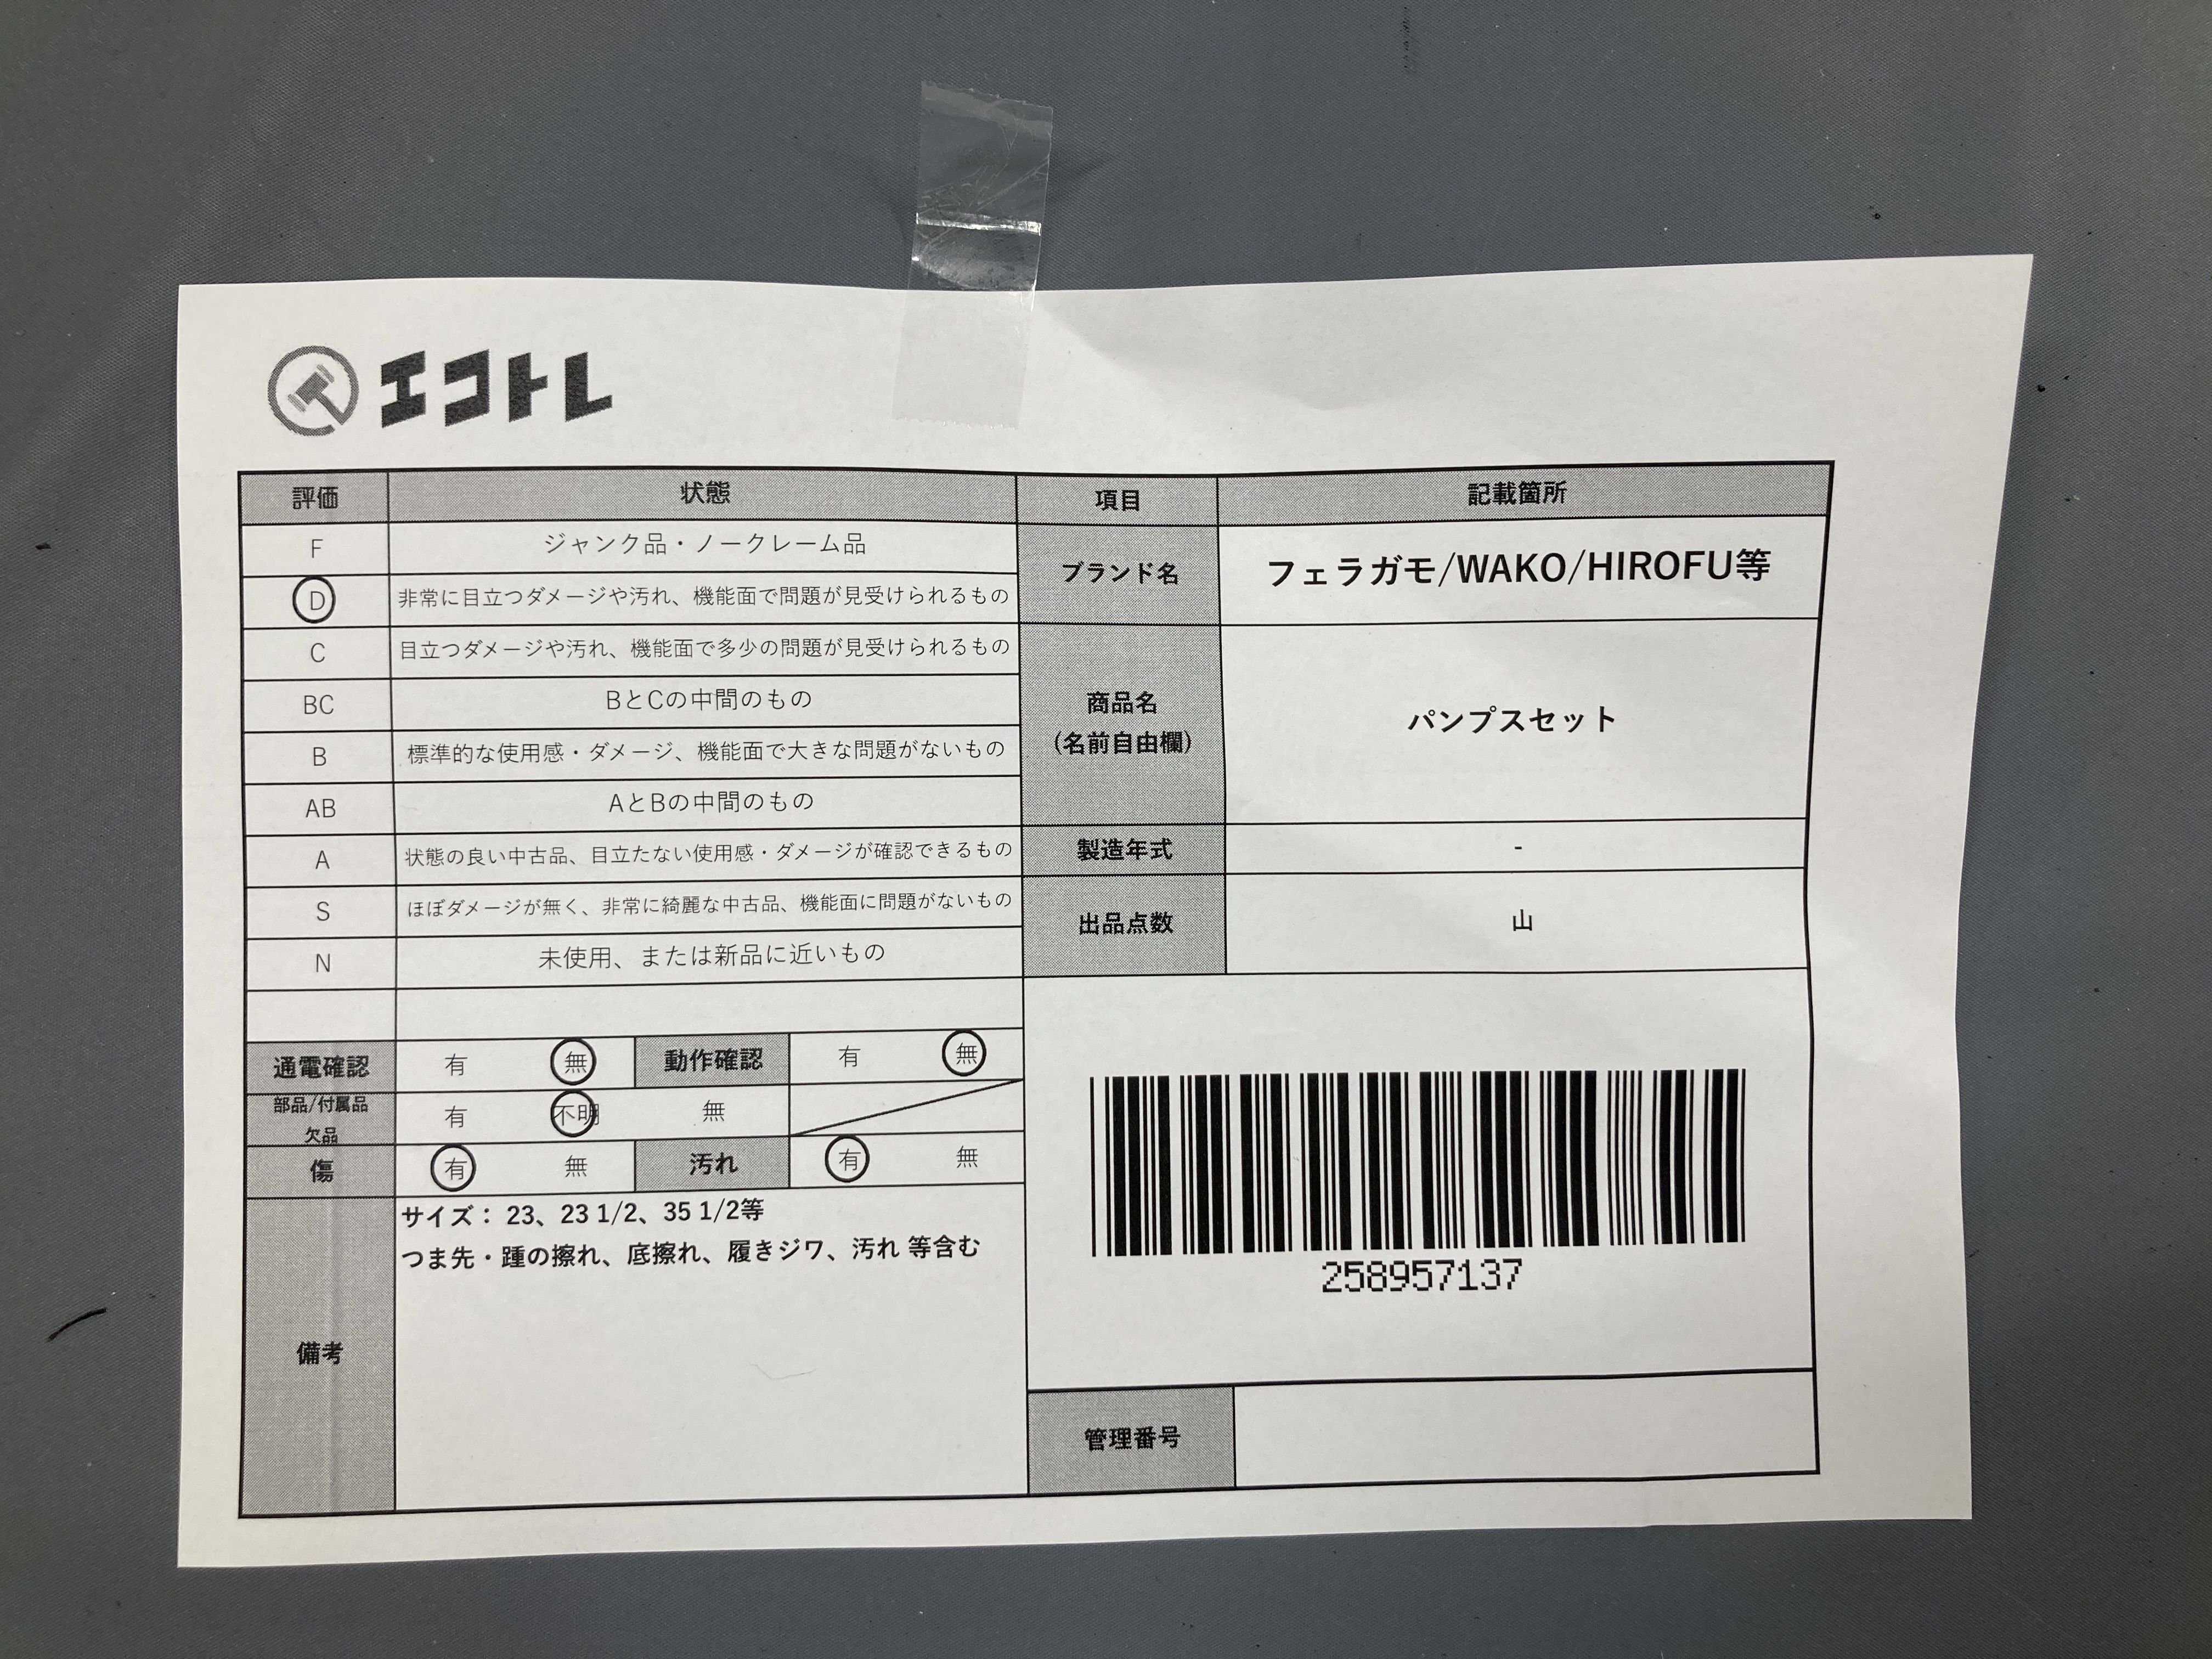 エコトレ
評価 状態 項目 記載箇所
F ジャンク品・ノークレーム品
D 非常に目立つダメージや汚れ、機能面で問題が見受けられるもの
ブランド名 フェラガモ/WAKO/HIROFU等
C 目立つダメージや汚れ、機能面で多少の問題が見受けられるもの
BC BとCの中間のもの
商品名
(名前自由欄)
パンプスセット
B 標準的な使用感・ダメージ、機能面で大きな問題がないもの
AB AとBの中間のもの
A 状態の良い中古品、目立たない使用感・ダメージが確認できるもの
製造年式 -
S ほぼダメージが無く、非常に綺麗な中古品、機能面に問題がないもの
出品点数 山
N 未使用、または新品に近いもの
通電確認 有 無 動作確認 有 無
部品/付属品
欠品
有 不明 無
傷 有 無 汚れ 有 無
備考
サイズ： 23、23 1/2、35 1/2等
つま先・踵の擦れ、底擦れ、履きジワ、汚れ 等含む
258957137
管理番号